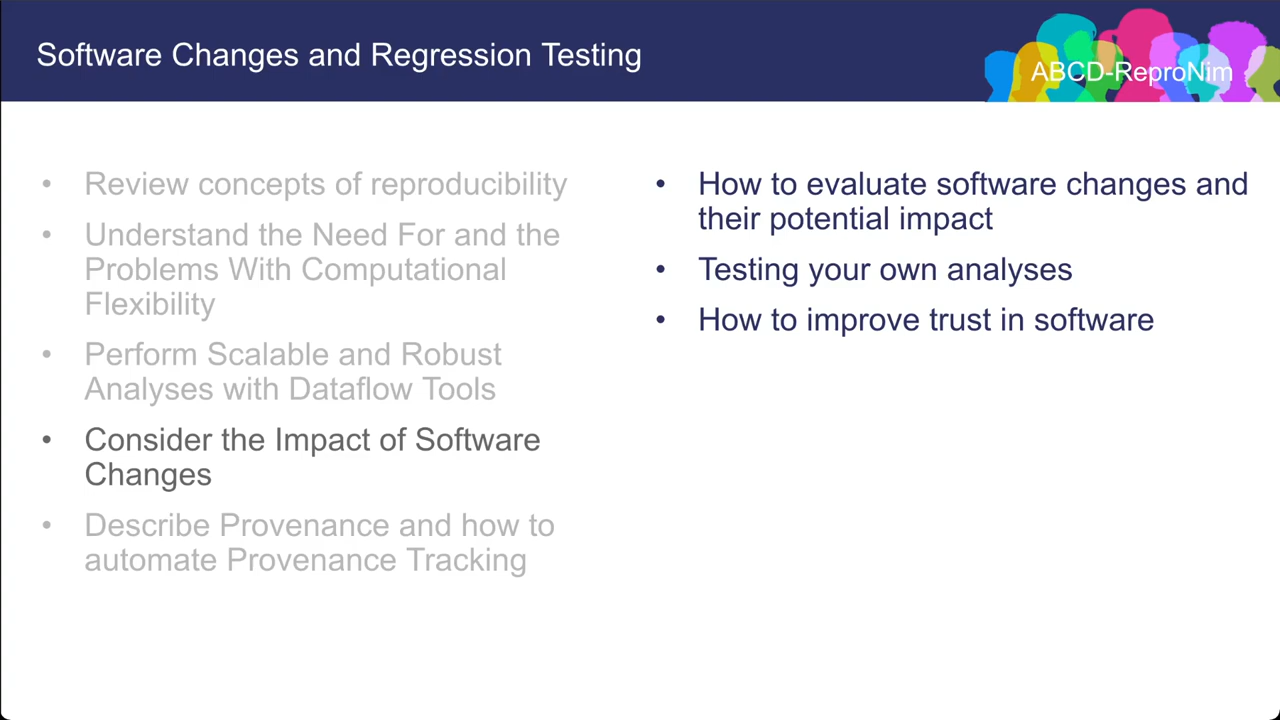 Software Changes and Regression Testing
ABCD-ReproNim
• Review concepts of reproducibility
• Understand the Need For and the
Problems With Computational
Flexibility
• Perform Scalable and Robust
Analyses with Dataflow Tools
• Consider the Impact of Software
Changes
• Describe Provenance and how to
automate Provenance Tracking
• How to evaluate software changes and
their potential impact
• Testing your own analyses
• How to improve trust in software